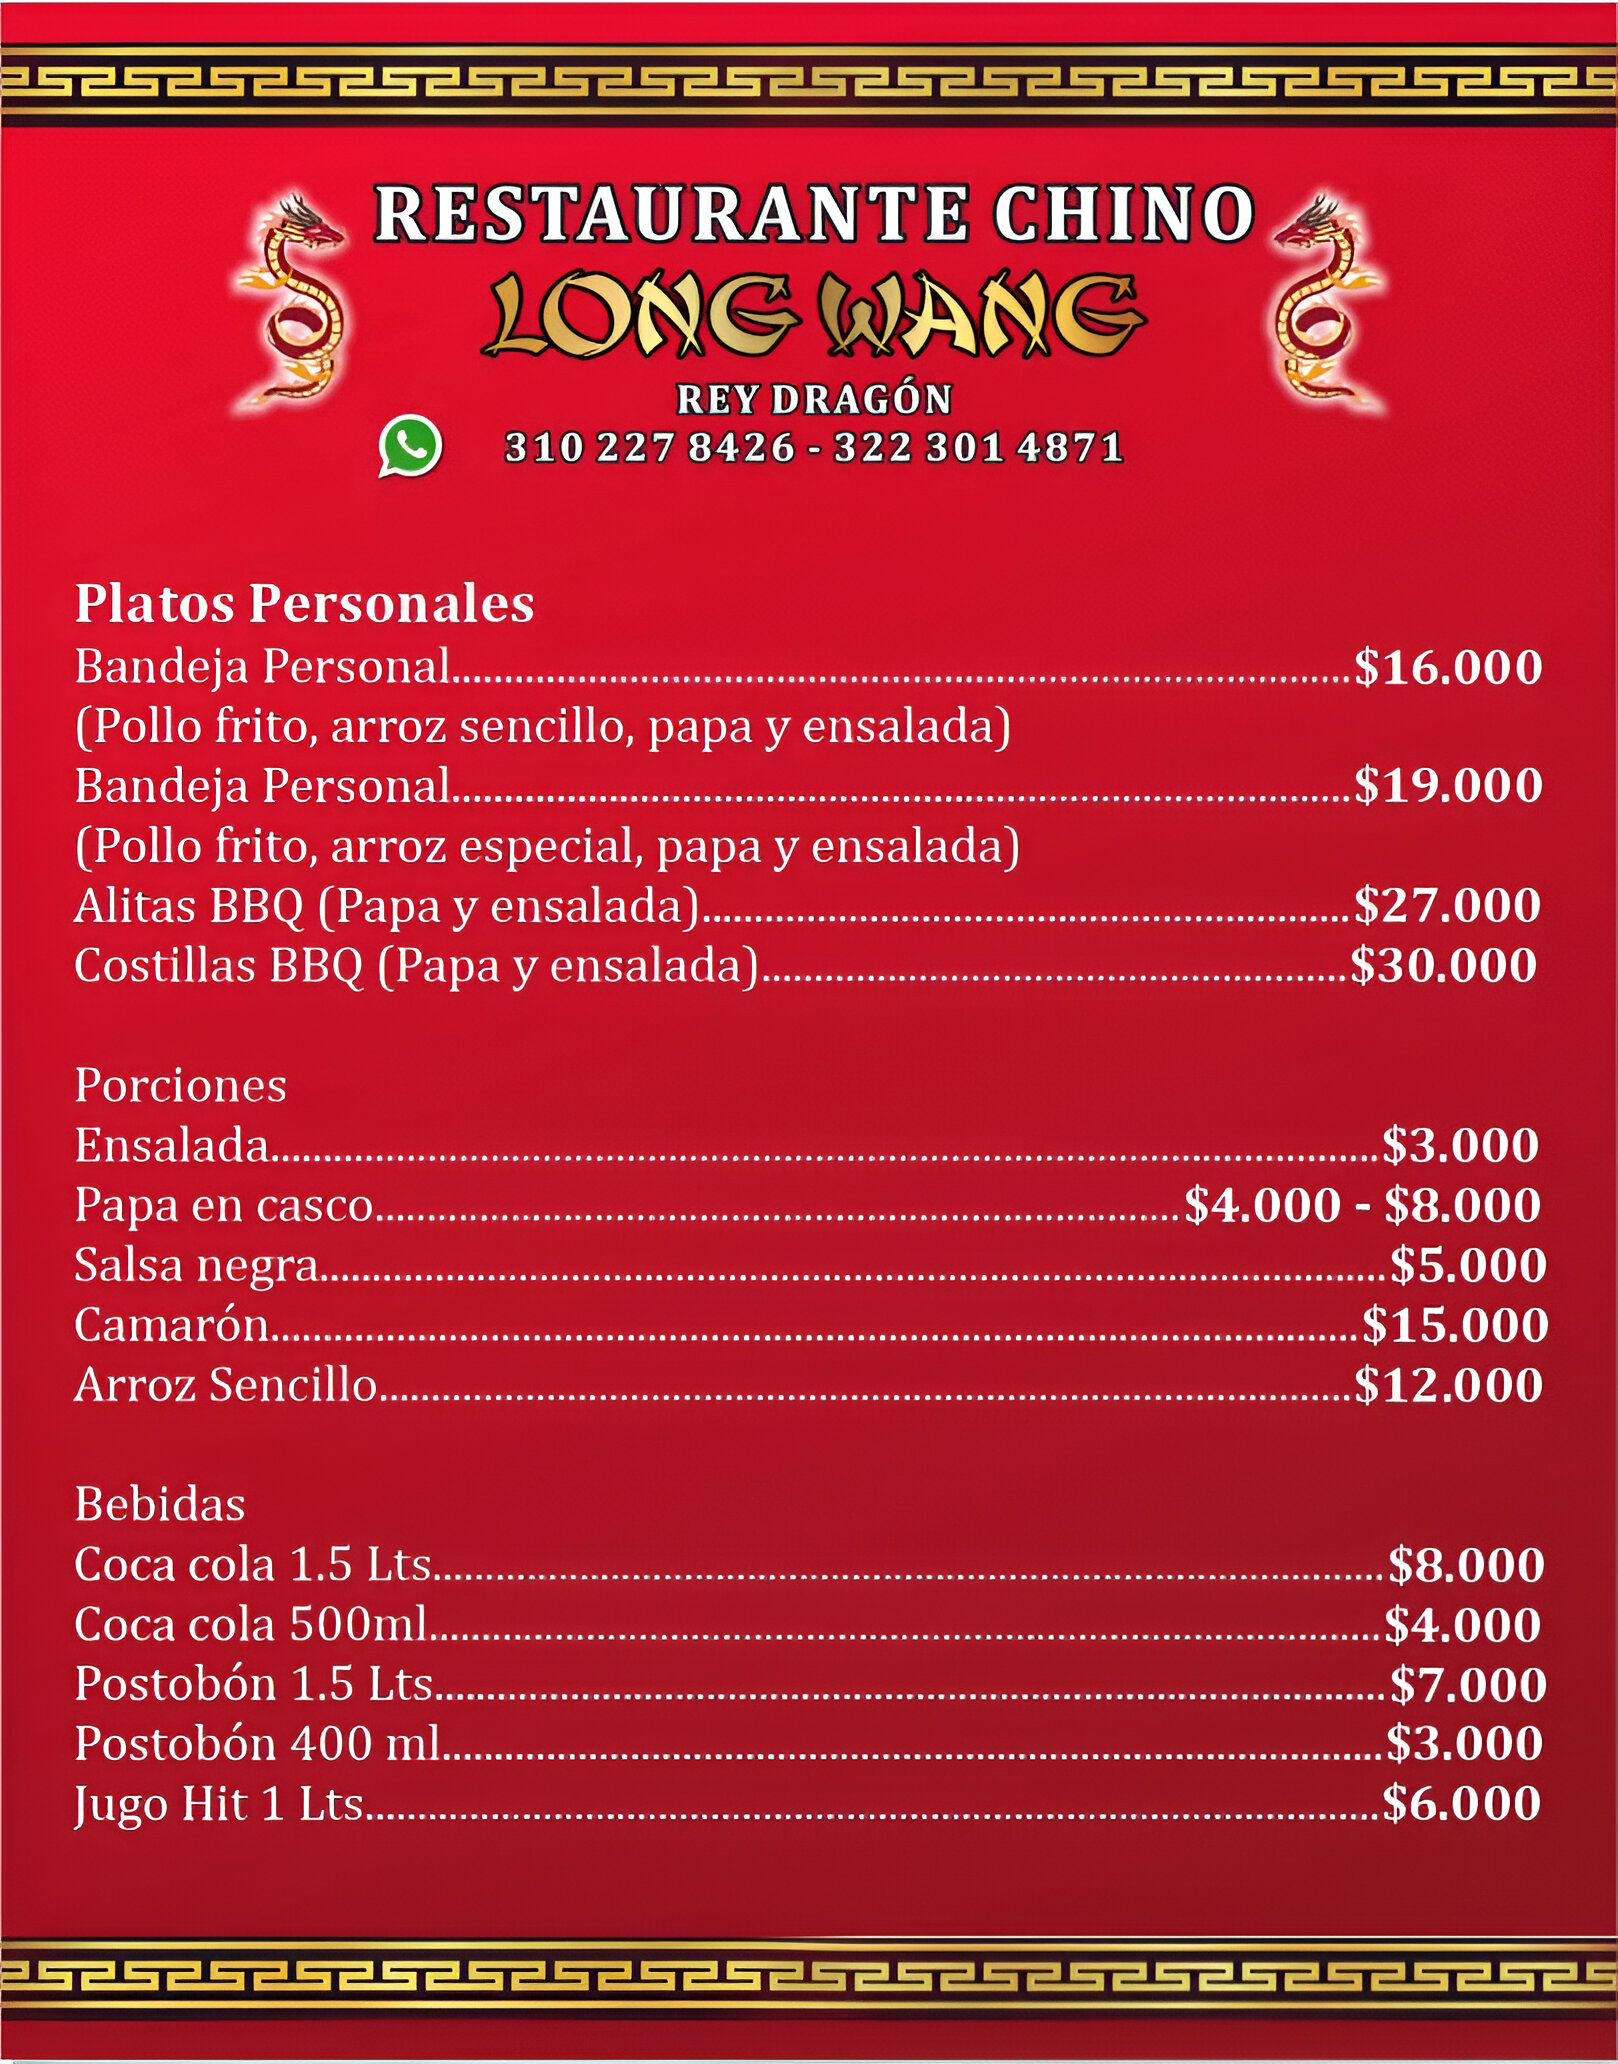 RESTAURANTE CHINO
LONG WANG
REY DRAGÓN
310 227 8426 - 322 301 4871
Platos Personales
Bandeja Personal....................$16.000
(Pollo frito, arroz sencillo, papa y ensalada)
Bandeja Personal....................$19.000
(Pollo frito, arroz especial, papa y ensalada)
Alitas BBQ (Papa y ensalada)....................$27.000
Costillas BBQ (Papa y ensalada)....................$30.000
Porciones
Ensalada....................$3.000
Papa en casco....................$4.000 - $8.000
Salsa negra....................$5.000
Camarón....................$15.000
Arroz Sencillo....................$12.000
Bebidas
Coca cola 1.5 Lts....................$8.000
Coca cola 500ml....................$4.000
Postobón 1.5 Lts....................$7.000
Postobón 400 ml....................$3.000
Jugo Hit 1 Lts....................$6.000